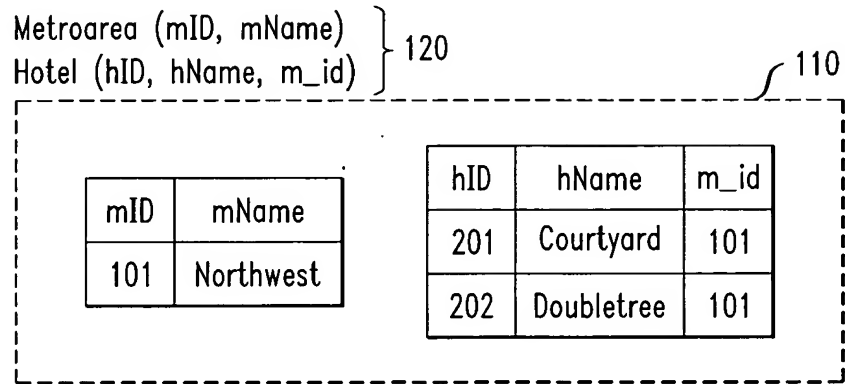 Metroarea (mID, mName)
Hotel (hID, hName, m_id)
120
110
mID mName
101 Northwest
hID hName m_id
201 Courtyard 101
202 Doubletree 101